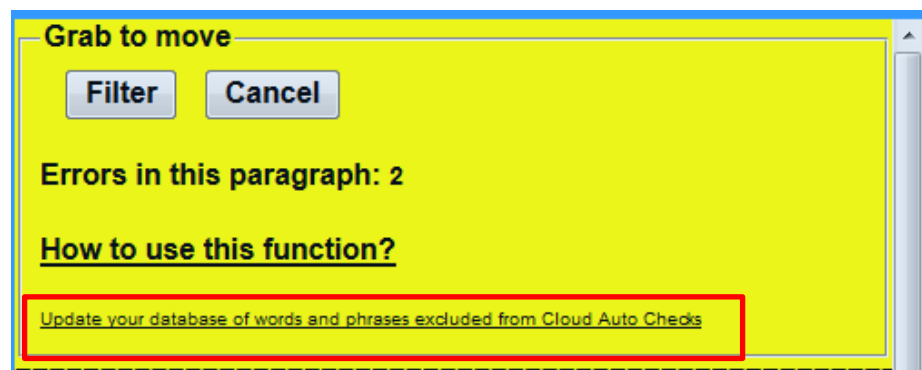 Grab to move
Filter Cancel
Errors in this paragraph: 2
How to use this function?
Update your database of words and phrases excluded from Cloud Auto Checks